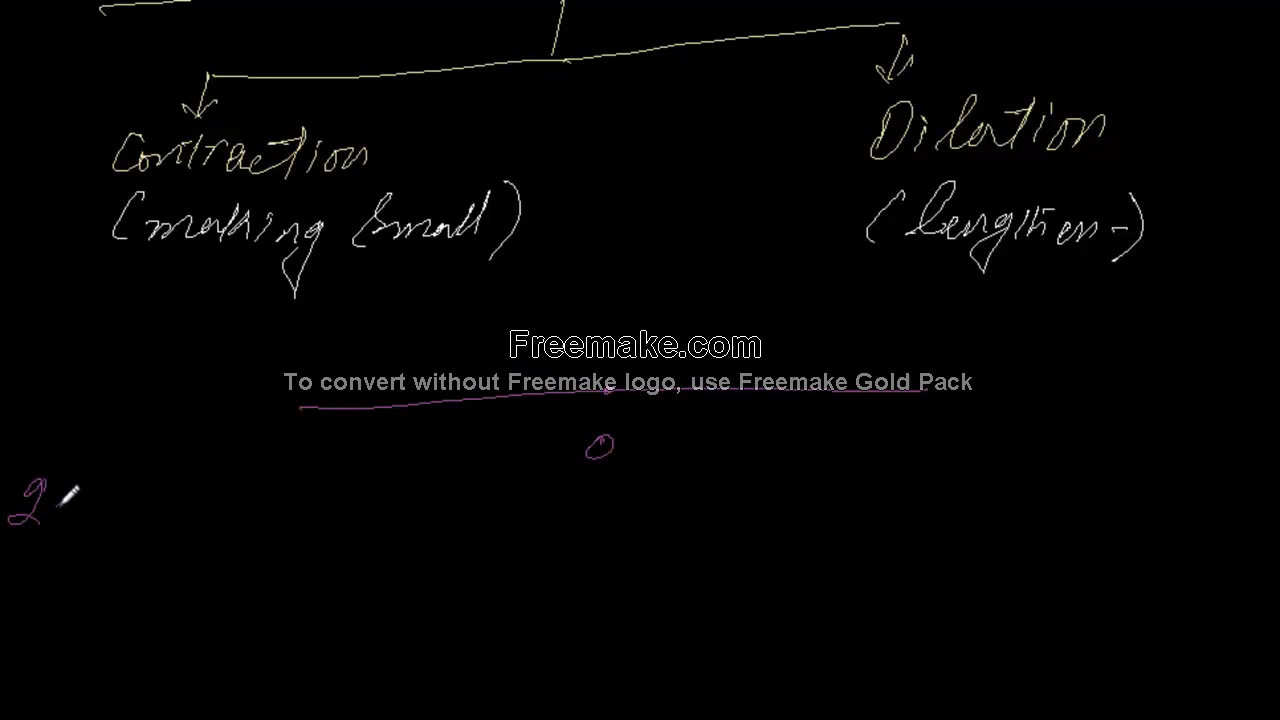 Contraction Dilation
(making small) (lengthen-)
Freemake.com
To convert without Freemake logo, use Freemake Gold Pack
0
2